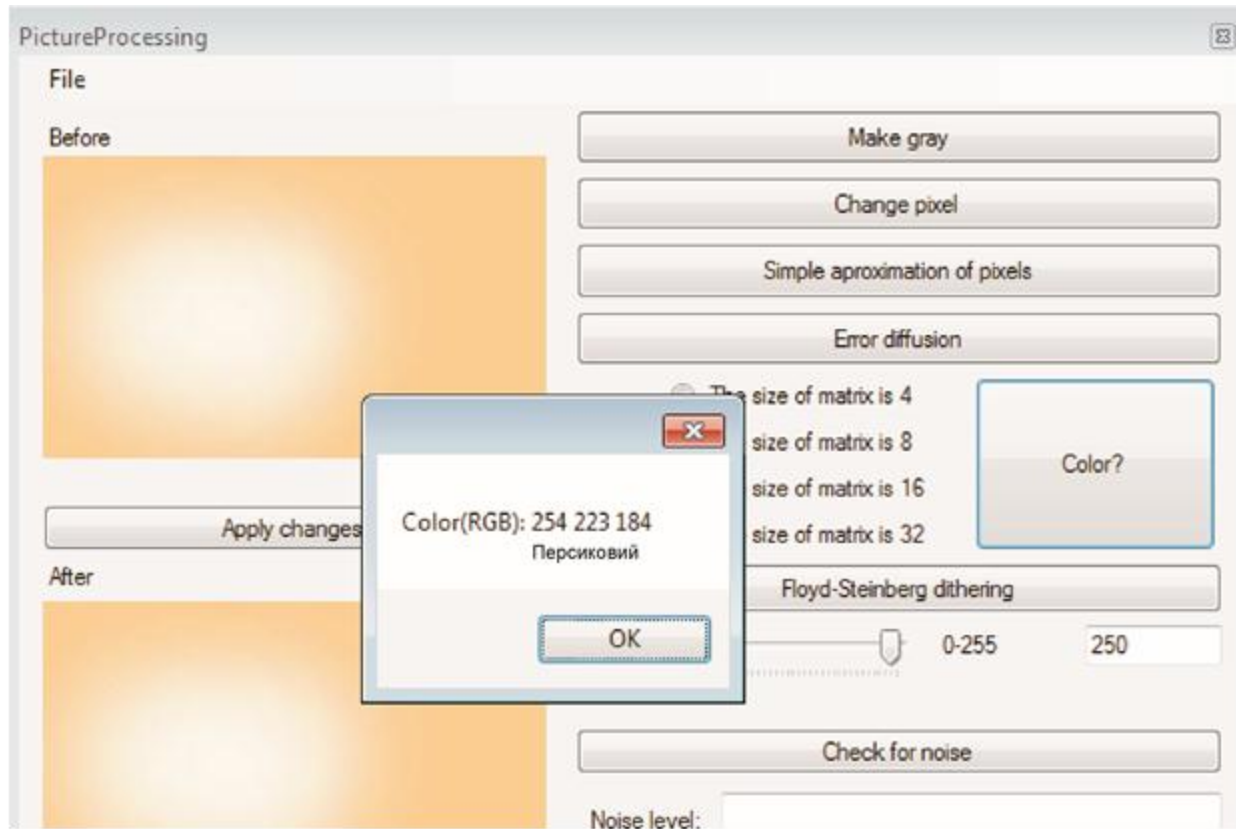 PictureProcessing
File
Before
Make gray
Change pixel
Simple aproximation of pixels
Error diffusion
The size of matrix is 4
size of matrix is 8
size of matrix is 16
size of matrix is 32
Color?
Color(RGB): 254 223 184
Персиковий
OK
Apply changes
Floyd-Steinberg dithering
After
0-255
250
Check for noise
Noise level: